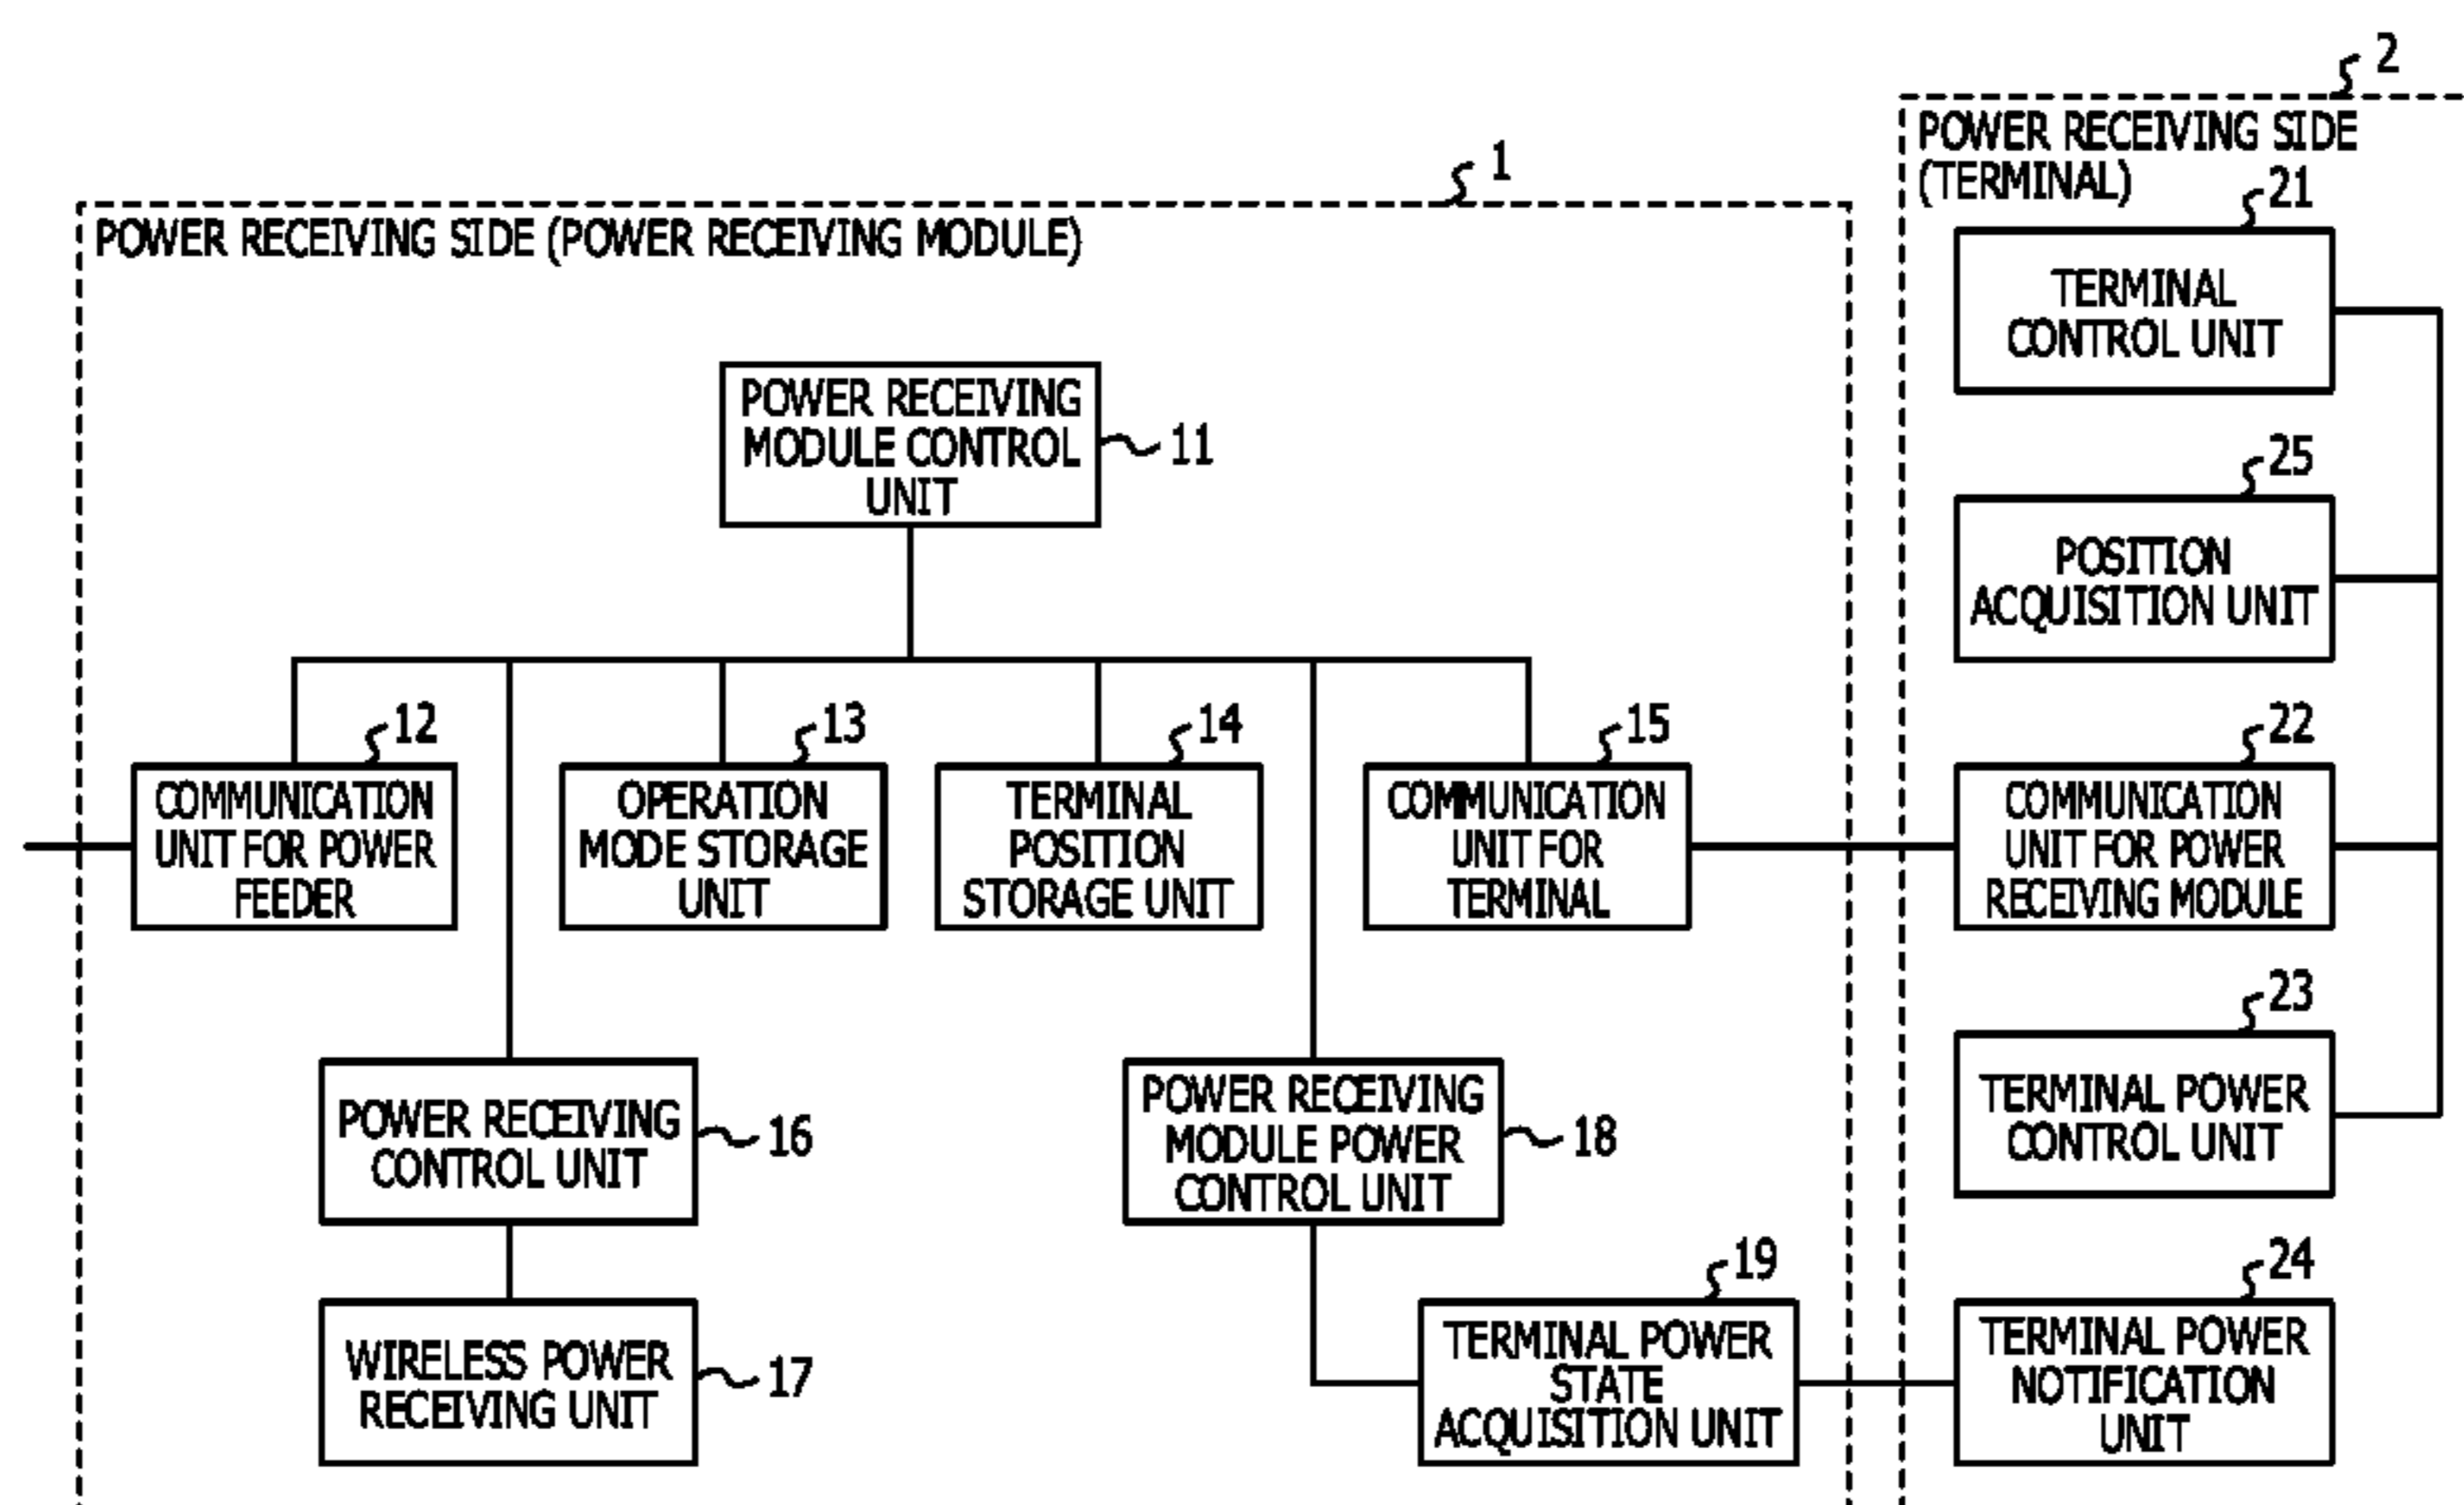 2
POWER RECEIVING SIDE
(TERMINAL)
1
POWER RECEIVING SIDE (POWER RECEIVING MODULE)
21
TERMINAL
CONTROL UNIT
POWER RECEIVING
MODULE CONTROL
UNIT
11
25
POSITION
ACQUISITION UNIT
12
COMMUNICATION
UNIT FOR POWER
FEEDER
13
OPERATION
MODE STORAGE
UNIT
14
TERMINAL
POSITION
STORAGE UNIT
15
COMMUNICATION
UNIT FOR
TERMINAL
22
COMMUNICATION
UNIT FOR POWER
RECEIVING MODULE
23
TERMINAL POWER
CONTROL UNIT
POWER RECEIVING
CONTROL UNIT
16
POWER RECEIVING
MODULE POWER
CONTROL UNIT
18
WIRELESS POWER
RECEIVING UNIT
17
19
TERMINAL POWER
STATE
ACQUISITION UNIT
24
TERMINAL POWER
NOTIFICATION
UNIT